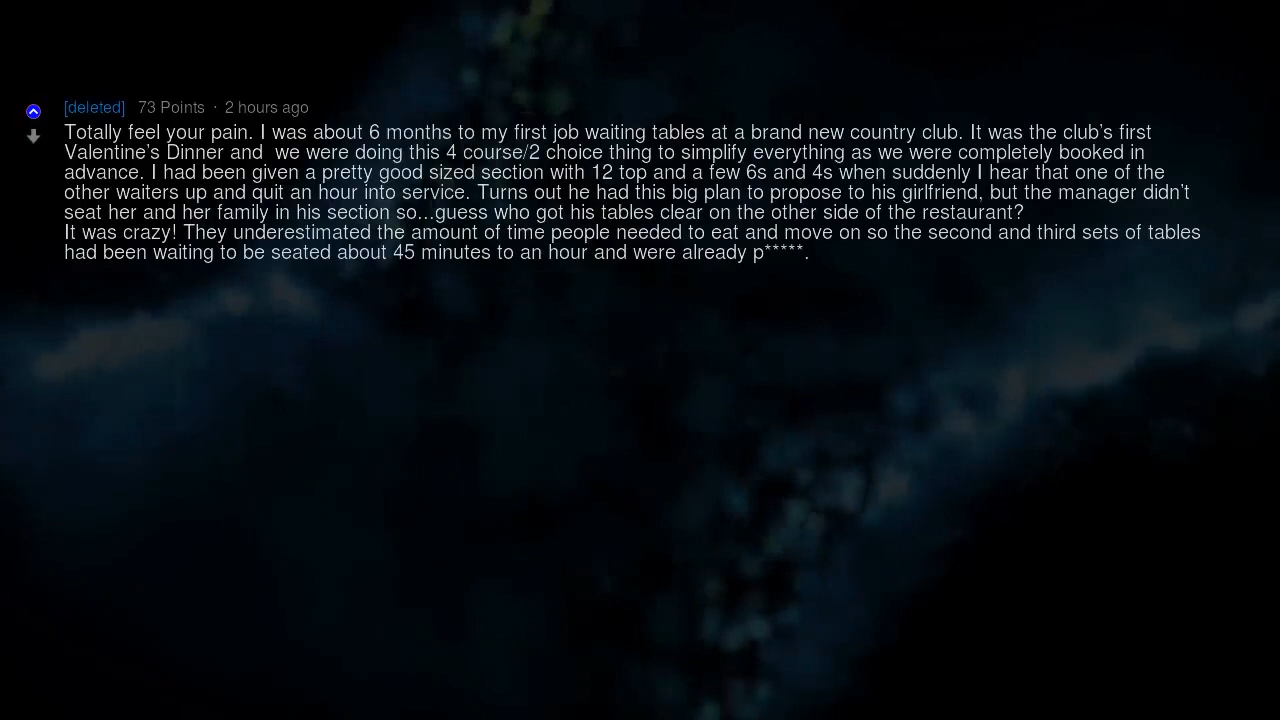 [deleted] 73 Points · 2 hours ago
Totally feel your pain. I was about 6 months to my first job waiting tables at a brand new country club. It was the club's first
Valentine's Dinner and  we were doing this 4 course/2 choice thing to simplify everything as we were completely booked in
advance. I had been given a pretty good sized section with 12 top and a few 6s and 4s when suddenly I hear that one of the
other waiters up and quit an hour into service. Turns out he had this big plan to propose to his girlfriend, but the manager didn't
seat her and her family in his section so...guess who got his tables clear on the other side of the restaurant?
It was crazy! They underestimated the amount of time people needed to eat and move on so the second and third sets of tables
had been waiting to be seated about 45 minutes to an hour and were already p*****.